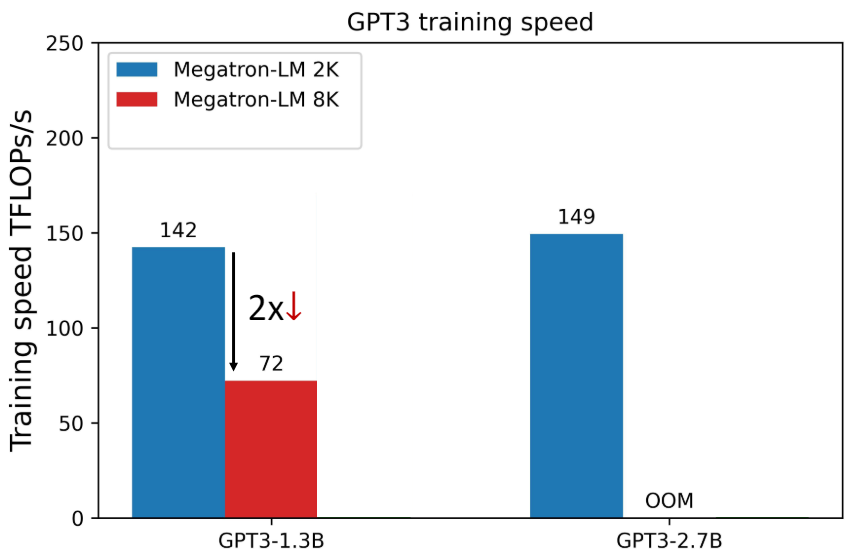 GPT3 training speed
Training speed TFLOPs/s
250
200
150
100
50
0
Megatron-LM 2K
Megatron-LM 8K
142
2x↓
72
149
OOM
GPT3-1.3B
GPT3-2.7B